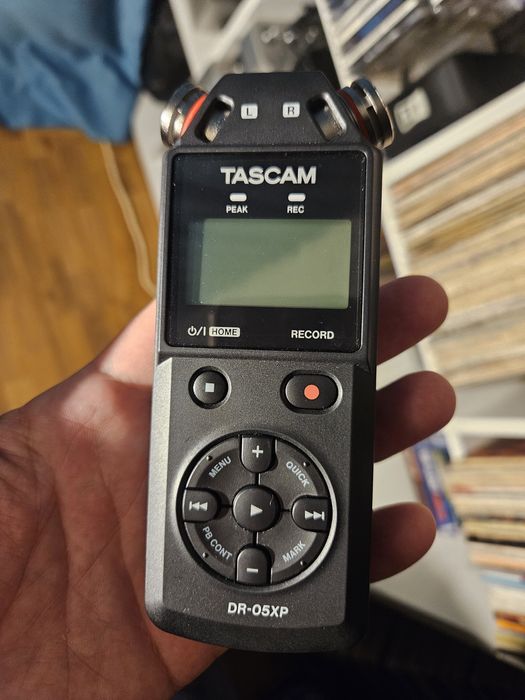 L R
TASCAM
PEAK REC
⏻/I HOME RECORD
MENU + QUICK
PB CONT − MARK
DR-05XP